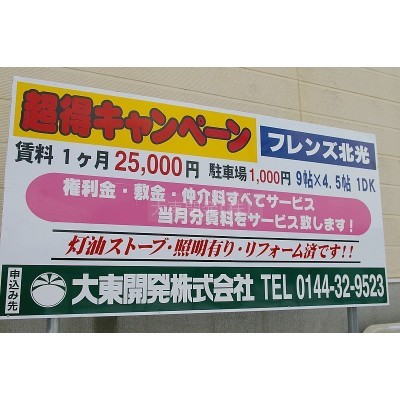 超得キャンペーン
フレンズ北光
賃料 1ヶ月 25,000円 駐車場1,000円 9帖×4.5帖 1DK
権利金・敷金・仲介料すべてサービス
当月分賃料をサービス致します!
灯油ストーブ・照明有り・リフォーム済です!!
申込み先
大東開発株式会社 TEL 0144-32-9523